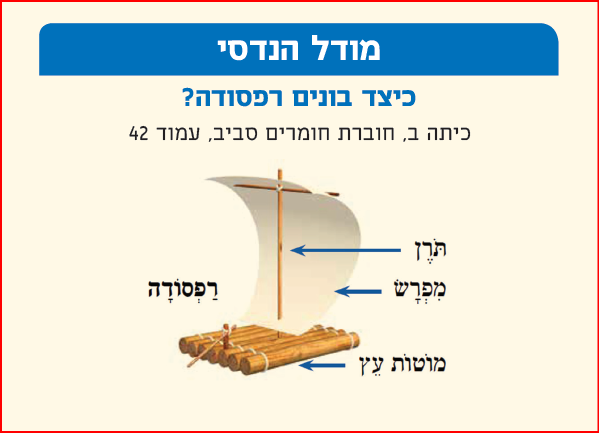 מודל הנדסי
כיצד בונים רפסודה?
כיתה ב, חוברת חומרים סביב, עמוד 42
תֹּרֶן
מִפְרָשׂ
רַפְסוֹדָה
מוֹטוֹת עֵץ